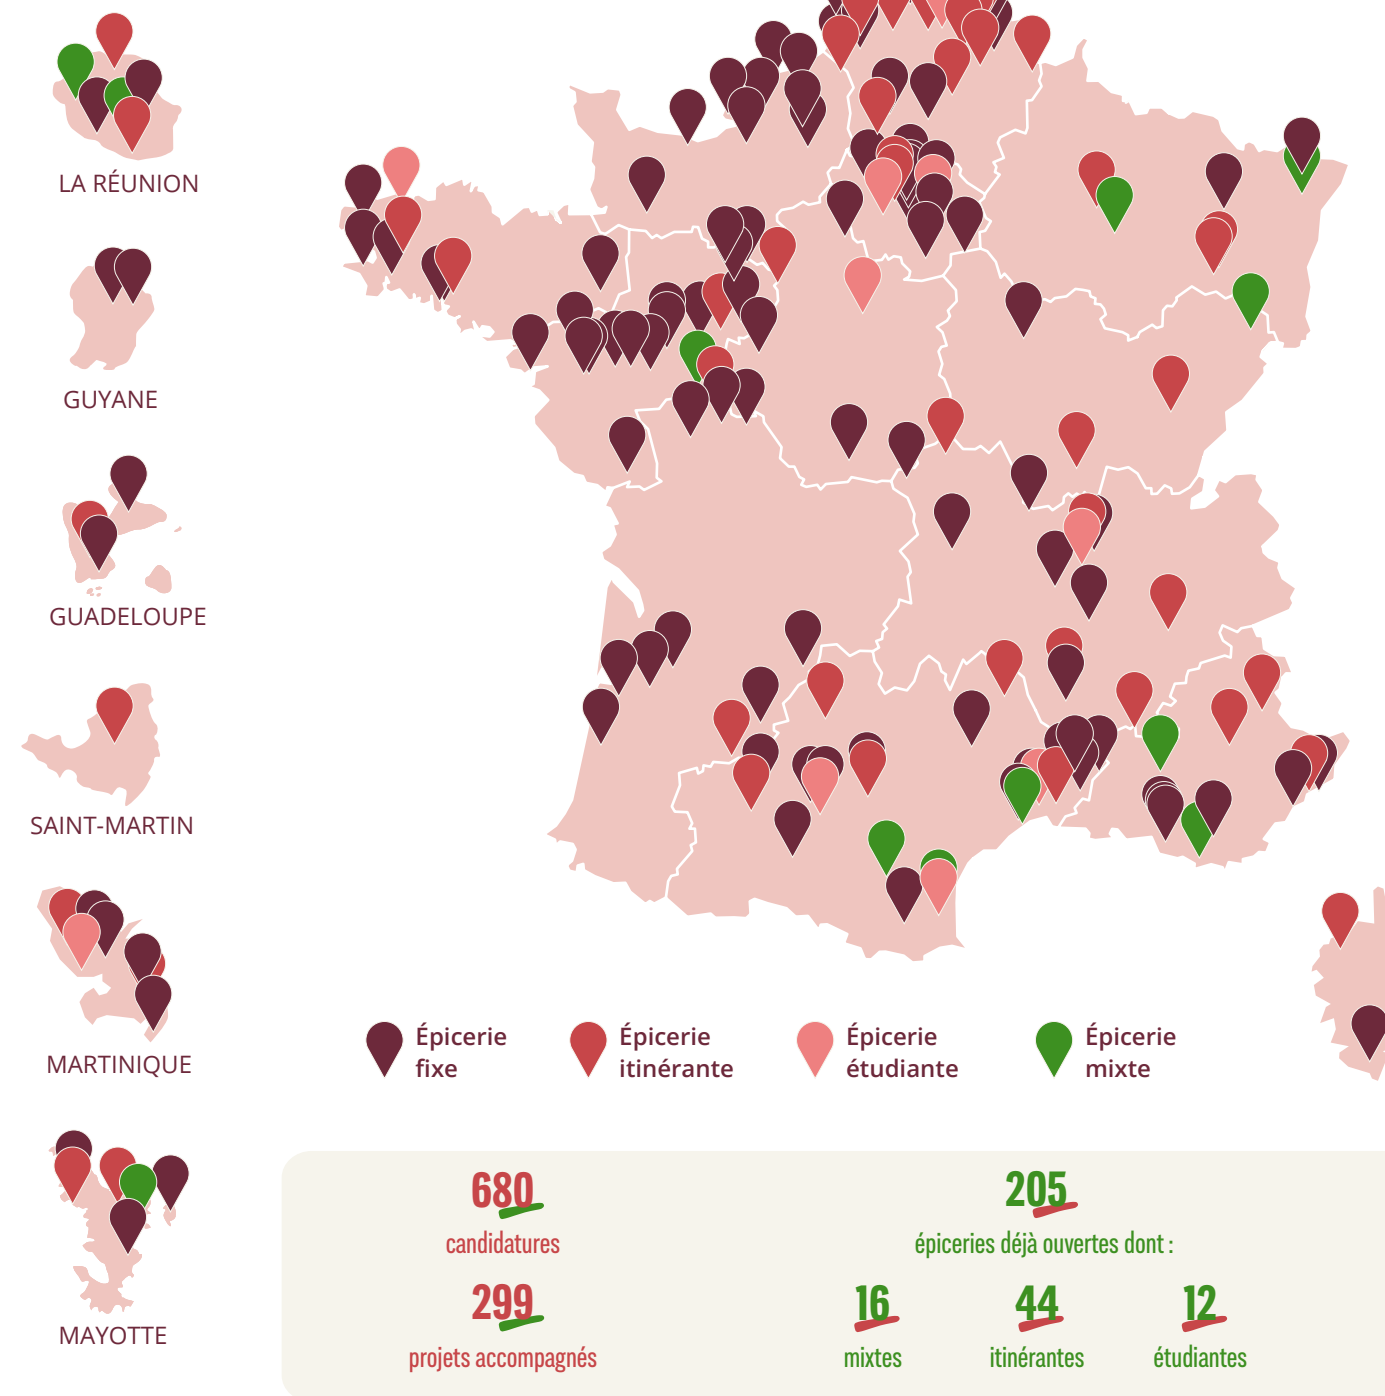 LA RÉUNION
GUYANE
GUADELOUPE
SAINT-MARTIN
MARTINIQUE
MAYOTTE
Épicerie
fixe
Épicerie
itinérante
Épicerie
étudiante
Épicerie
mixte
680
candidatures
299
projets accompagnés
205
épiceries déjà ouvertes dont :
16
mixtes
44
itinérantes
12
étudiantes